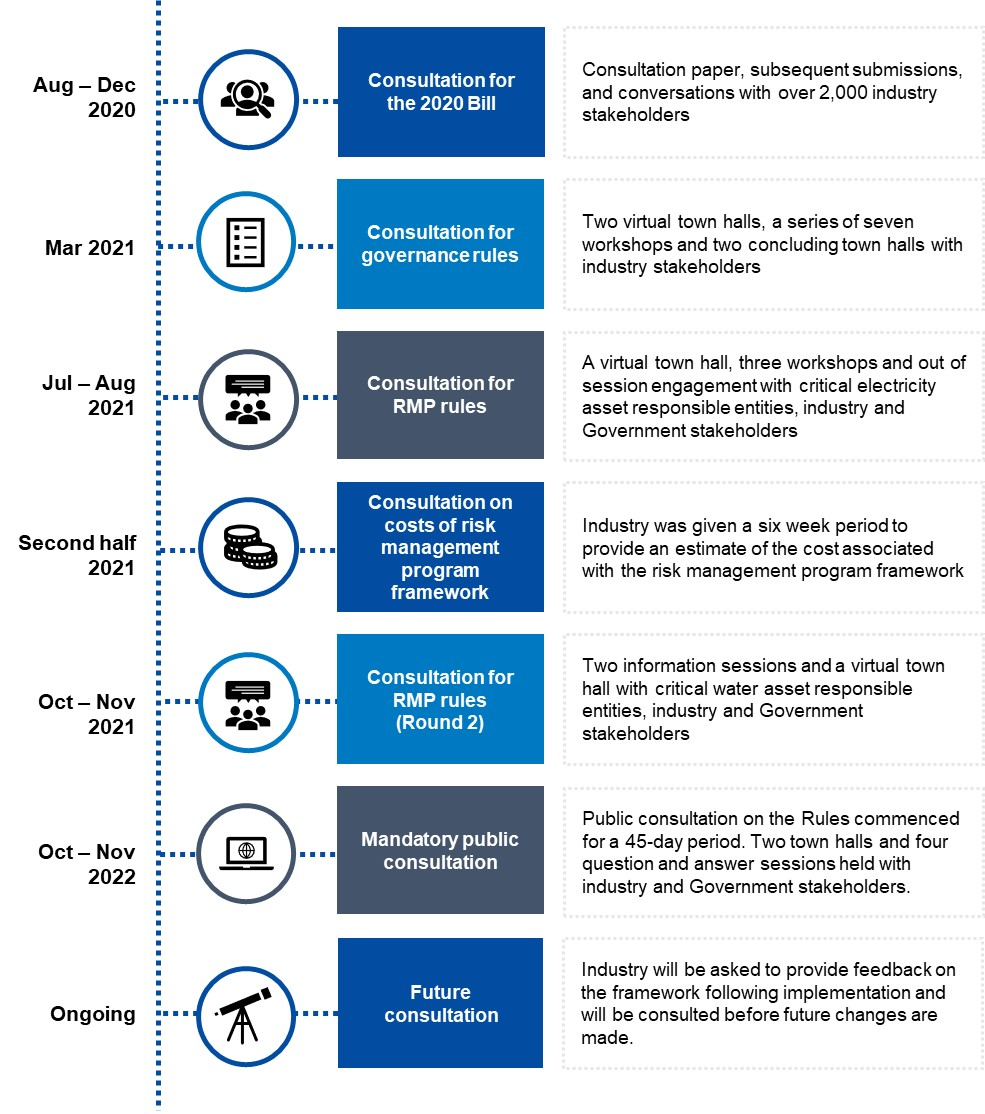 Aug – Dec
2020
Consultation for
the 2020 Bill
Consultation paper, subsequent submissions,
and conversations with over 2,000 industry
stakeholders
Mar 2021
Consultation for
governance rules
Two virtual town halls, a series of seven
workshops and two concluding town halls with
industry stakeholders
Jul – Aug
2021
Consultation for
RMP rules
A virtual town hall, three workshops and out of
session engagement with critical electricity
asset responsible entities, industry and
Government stakeholders
Second half
2021
Consultation on
costs of risk
management
program
framework
Industry was given a six week period to
provide an estimate of the cost associated
with the risk management program framework
Oct – Nov
2021
Consultation for
RMP rules
(Round 2)
Two information sessions and a virtual town
hall with critical water asset responsible
entities, industry and Government
stakeholders
Oct – Nov
2022
Mandatory public
consultation
Public consultation on the Rules commenced
for a 45-day period. Two town halls and four
question and answer sessions held with
industry and Government stakeholders.
Ongoing
Future
consultation
Industry will be asked to provide feedback on
the framework following implementation and
will be consulted before future changes are
made.